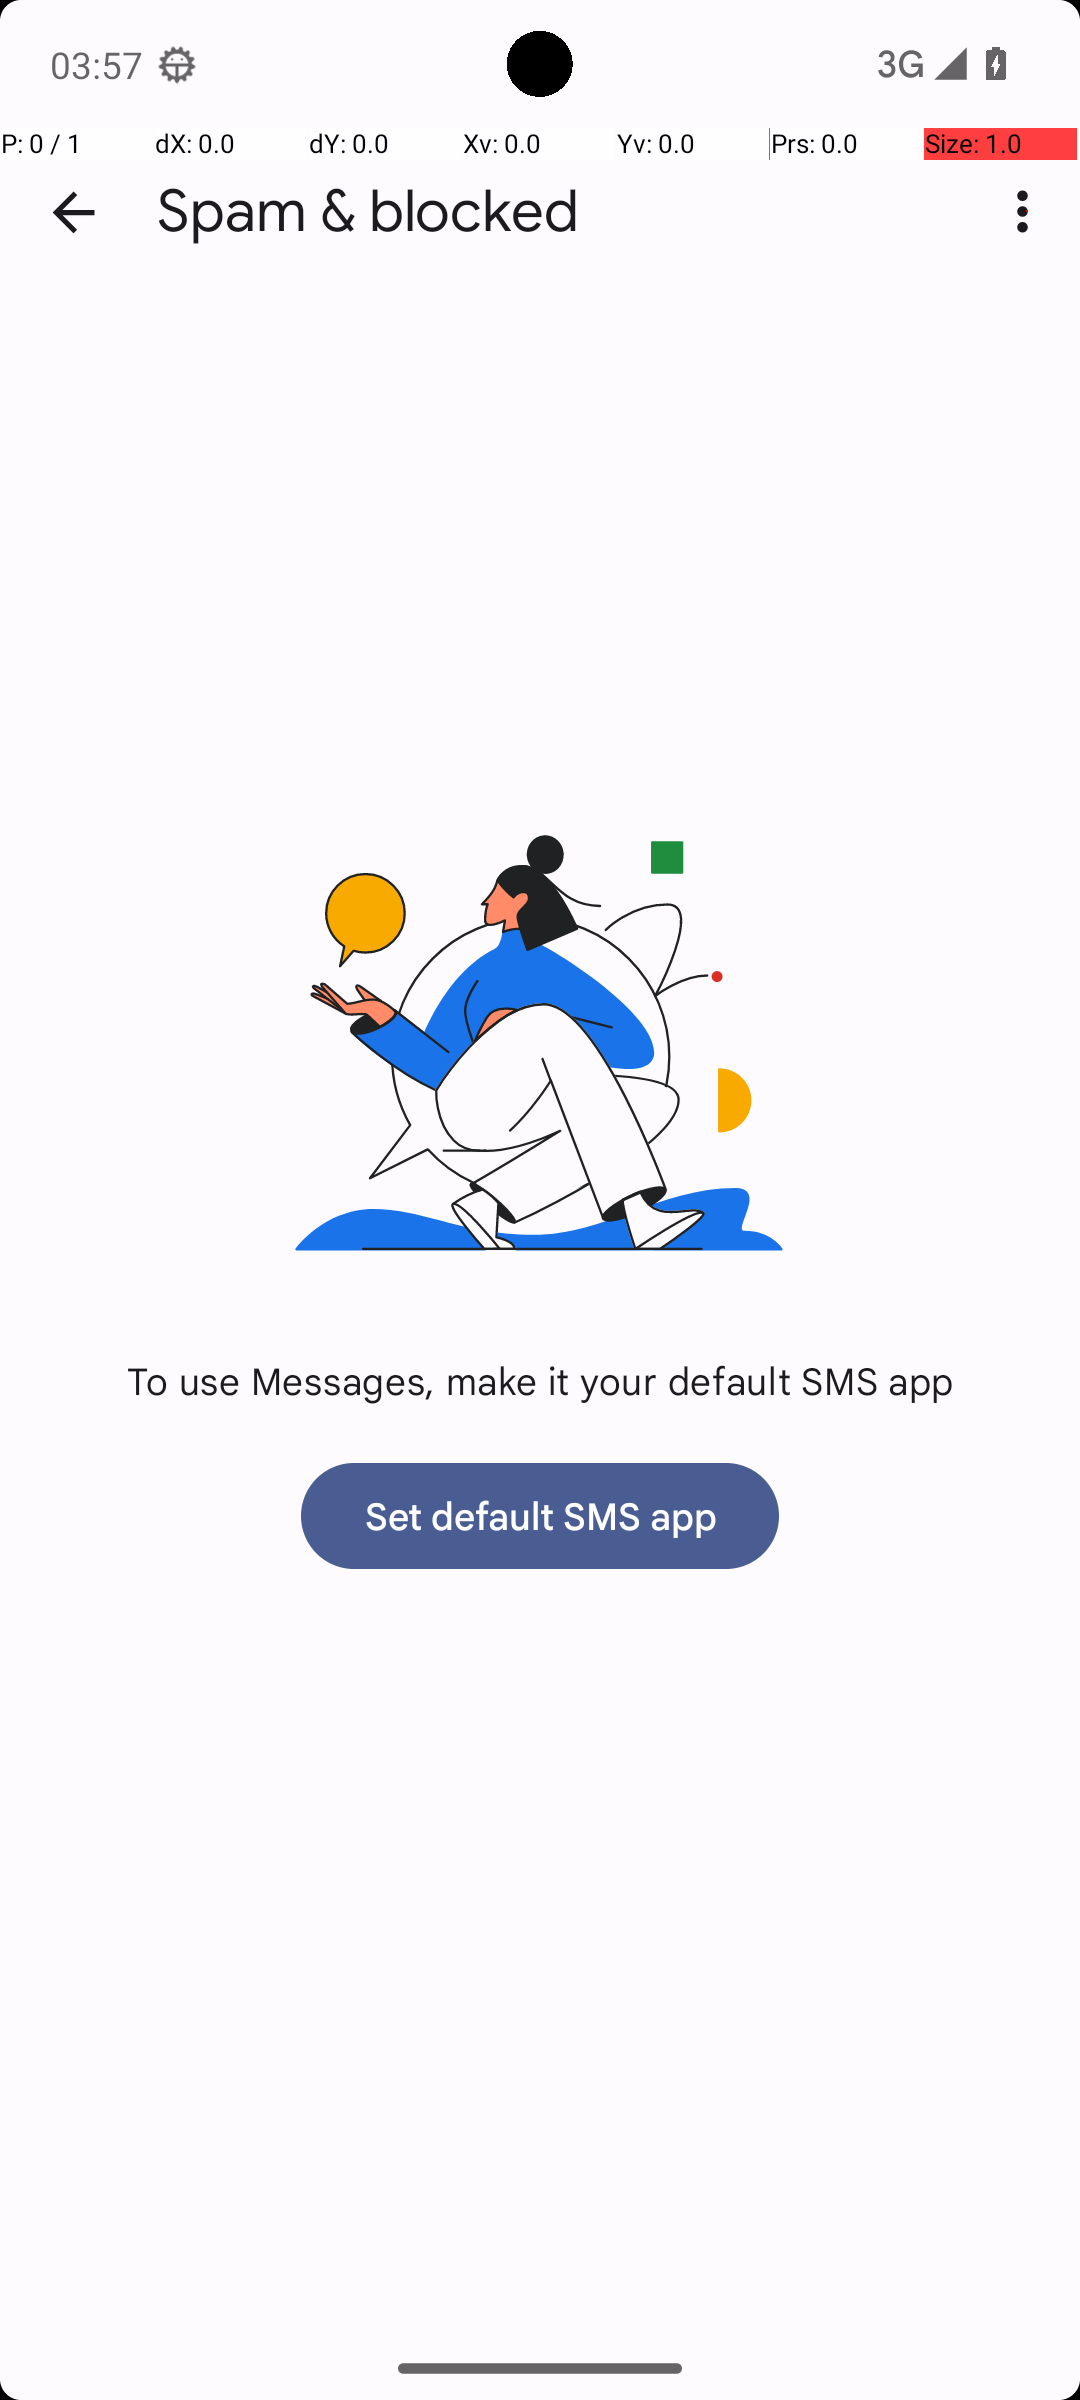 03:57
3G
P: 0 / 1 dX: 0.0 dY: 0.0 Xv: 0.0 Yv: 0.0 Prs: 0.0 Size: 1.0
Spam & blocked
To use Messages, make it your default SMS app
Set default SMS app